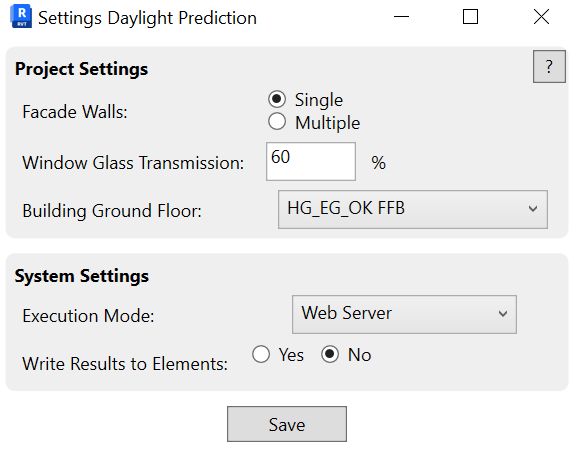 R
RVT
Settings Daylight Prediction
Project Settings
?
Facade Walls:
Single
Multiple
Window Glass Transmission:
60
%
Building Ground Floor:
HG_EG_OK FFB
System Settings
Execution Mode:
Web Server
Write Results to Elements:
Yes
No
Save